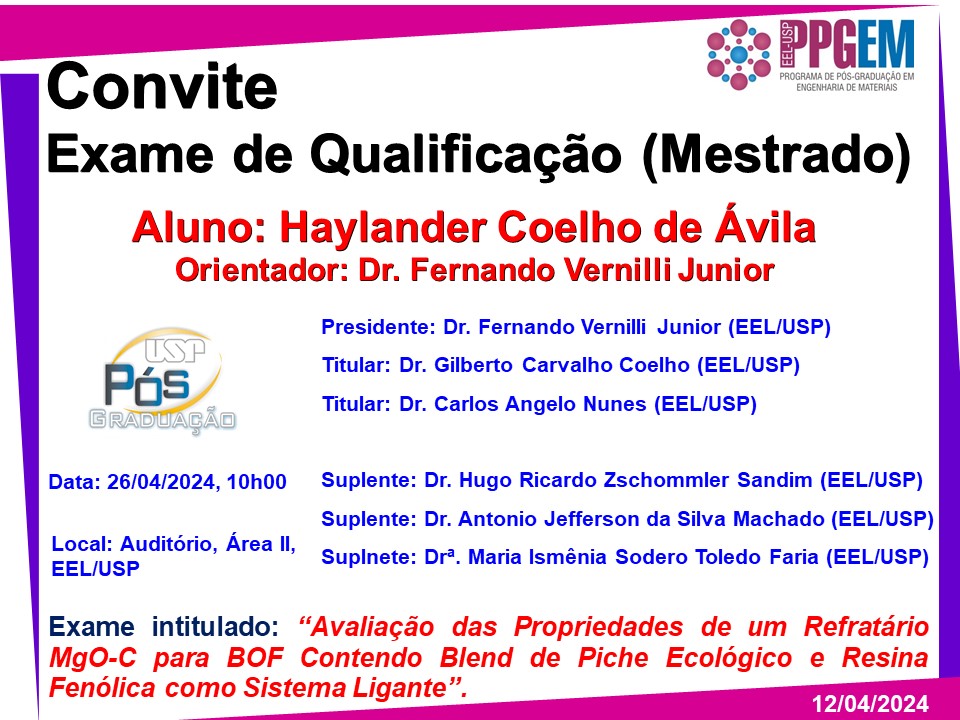 EEL-USP
PPGEM
PROGRAMA DE PÓS-GRADUAÇÃO EM
ENGENHARIA DE MATERIAIS
Convite
Exame de Qualificação (Mestrado)
Aluno: Haylander Coelho de Ávila
Orientador: Dr. Fernando Vernilli Junior
Presidente: Dr. Fernando Vernilli Junior (EEL/USP)
Titular: Dr. Gilberto Carvalho Coelho (EEL/USP)
Titular: Dr. Carlos Angelo Nunes (EEL/USP)
USP
Pós
GRADUAÇÃO
Data: 26/04/2024, 10h00
Local: Auditório, Área II,
EEL/USP
Suplente: Dr. Hugo Ricardo Zschommler Sandim (EEL/USP)
Suplente: Dr. Antonio Jefferson da Silva Machado (EEL/USP)
Suplnete: Drª. Maria Ismênia Sodero Toledo Faria (EEL/USP)
Exame intitulado: “Avaliação das Propriedades de um Refratário
MgO-C para BOF Contendo Blend de Piche Ecológico e Resina
Fenólica como Sistema Ligante”.
12/04/2024